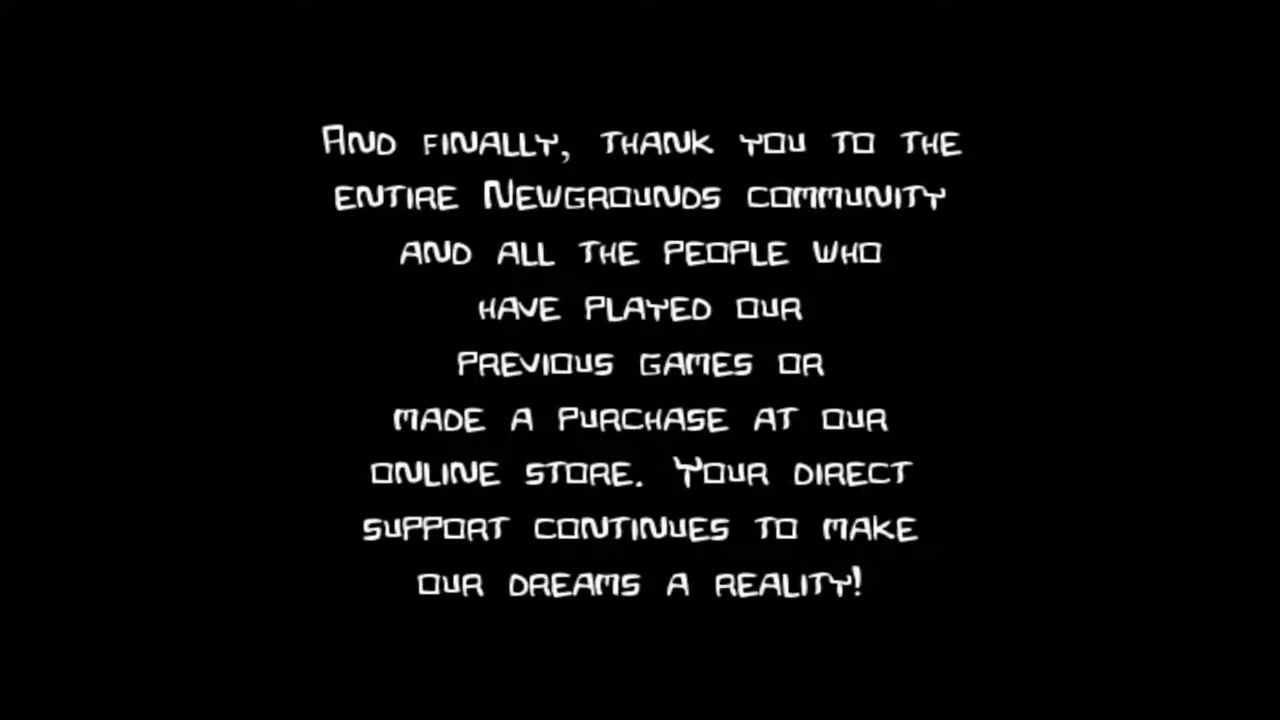 And finally, thank you to the
entire Newgrounds community
and all the people who
have played our
previous games or
made a purchase at our
online store. Your direct
support continues to make
our dreams a reality!